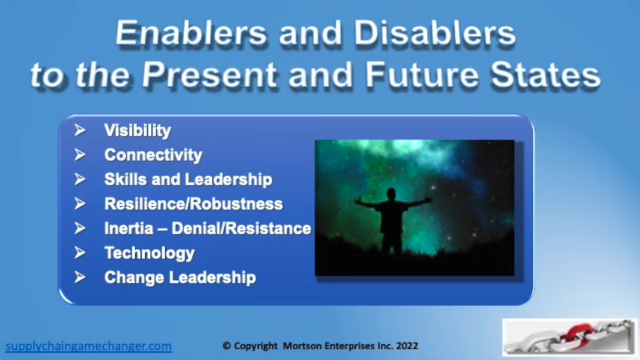 Enablers and Disablers
to the Present and Future States
➢ Visibility
➢ Connectivity
➢ Skills and Leadership
➢ Resilience/Robustness
➢ Inertia – Denial/Resistance
➢ Technology
➢ Change Leadership
supplychaingamechanger.com
© Copyright Mortson Enterprises Inc. 2022